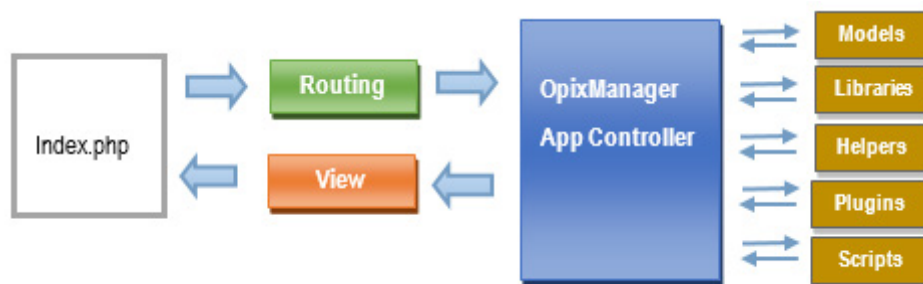 Index.php
Routing
View
OpixManager
App Controller
Models
Libraries
Helpers
Plugins
Scripts